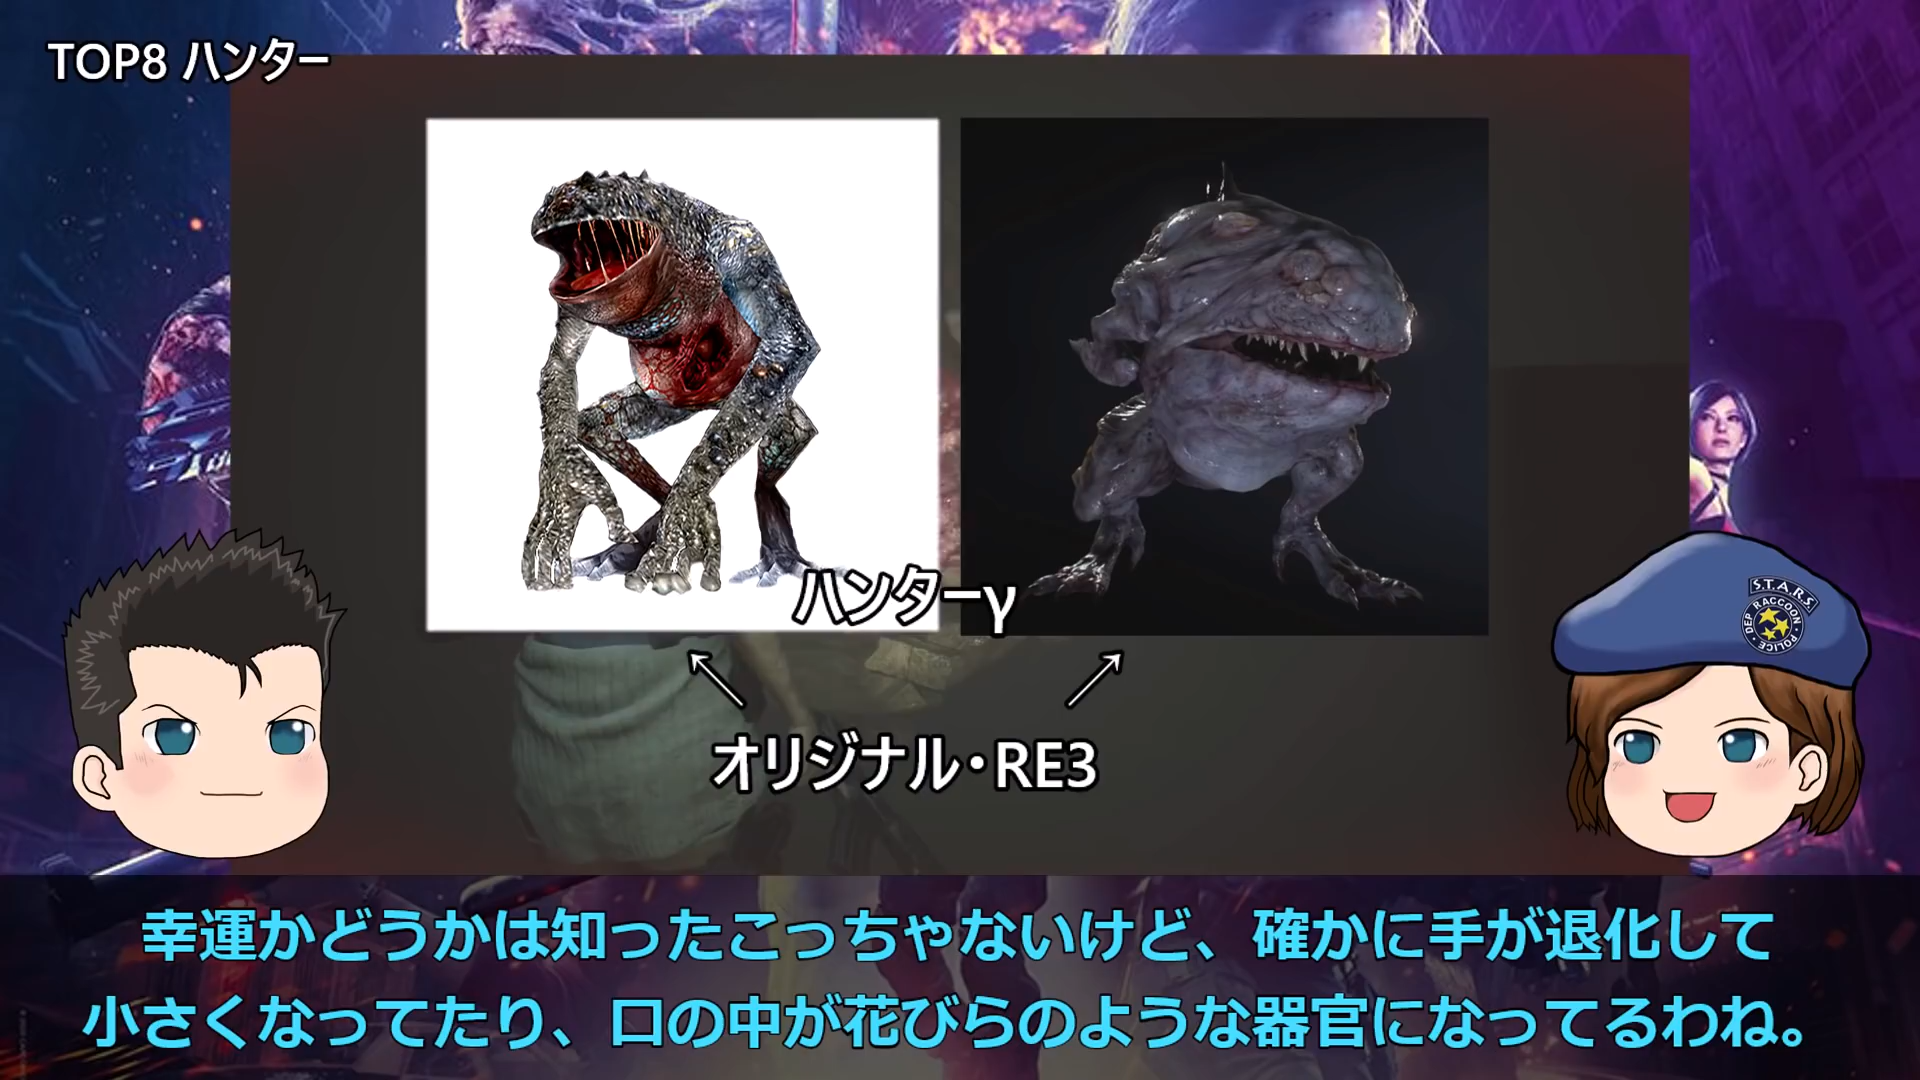 TOP8 ハンター
ハンターγ
オリジナル・RE3
S.T.A.R.S.
RACCOON
POLICE
DEP
幸運かどうかは知ったこっちゃないけど、確かに手が退化して
小さくなってたり、口の中が花びらのような器官になってるわね。